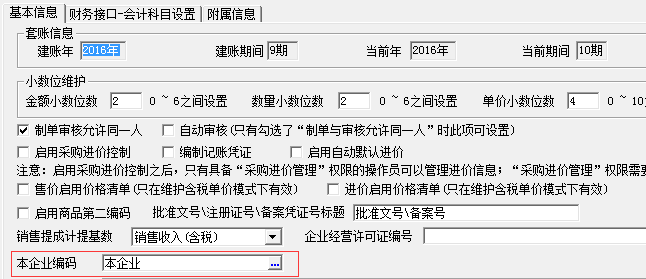 基本信息 财务接口-会计科目设置 附属信息
套账信息
建账年 2016年 建账期间 9期 当前年 2016年 当前期间 10期
小数位维护
金额小数位数 2 0 ~ 6之间设置 数量小数位数 2 0 ~ 6之间设置 单价小数位数 4 0 ~ 10
制单审核允许同一人 自动审核(只有勾选了“制单与审核允许同一人”时此项可设置)
启用采购进价控制 编制记账凭证 启用自动默认进价
注意: 启用采购进价控制之后, 只有具备“采购进价管理”权限的操作员可以管理进价信息; “采购进价管理”权限需要
售价启用价格清单(只在维护含税单价模式下有效) 进价启用价格清单(只在维护含税单价模式下有效)
启用商品第二编码 批准文号\注册证号\备案凭证号标题 批准文号\备案号
销售提成计提基数 销售收入(含税) 企业经营许可证编号
本企业编码 本企业 ...